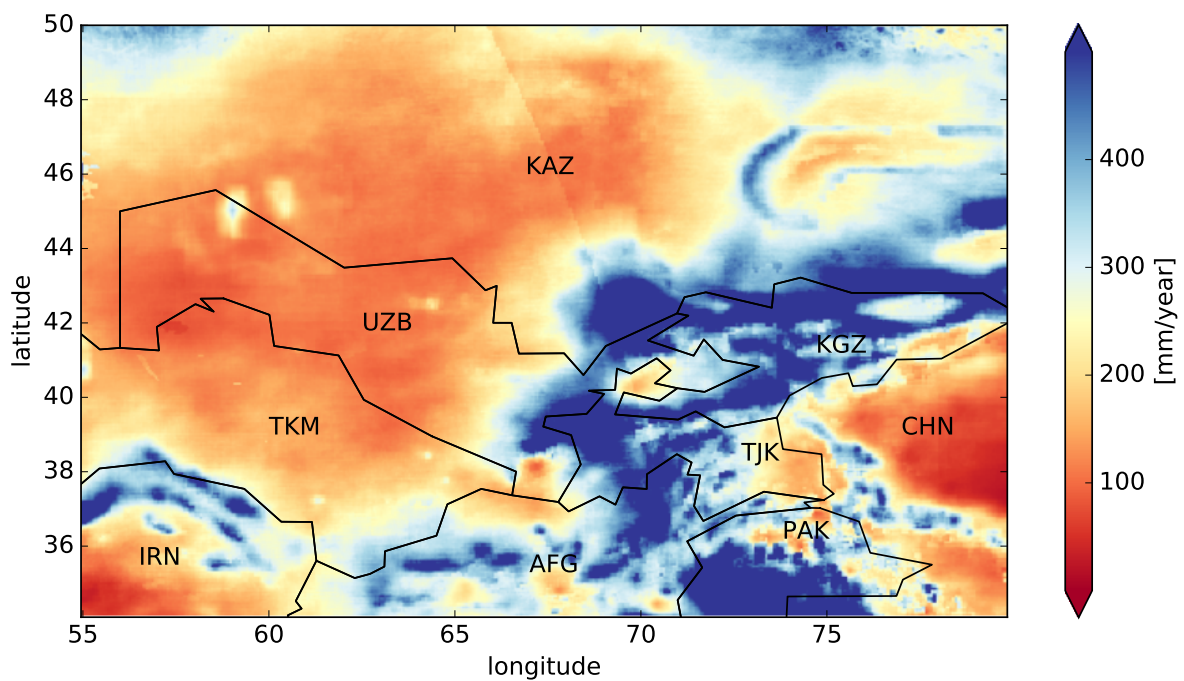 50
48
46
44
42
40
38
36
latitude
55
60
65
70
75
longitude
KAZ
UZB
KGZ
TKM
CHN
TJK
PAK
IRN
AFG
400
300
200
100
[mm/year]